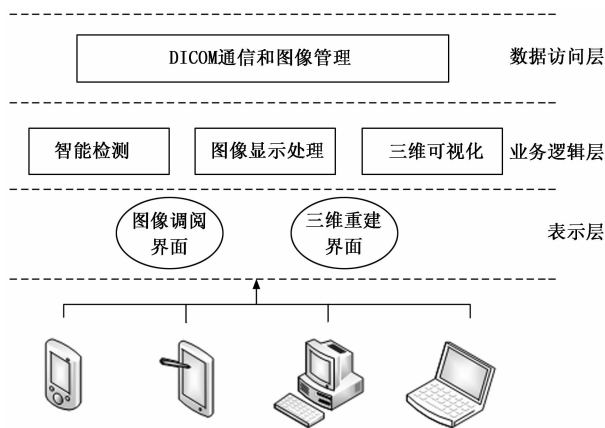 DICOM通信和图像管理
数据访问层
智能检测
图像显示处理
三维可视化
业务逻辑层
图像调阅
界面
三维重建
界面
表示层